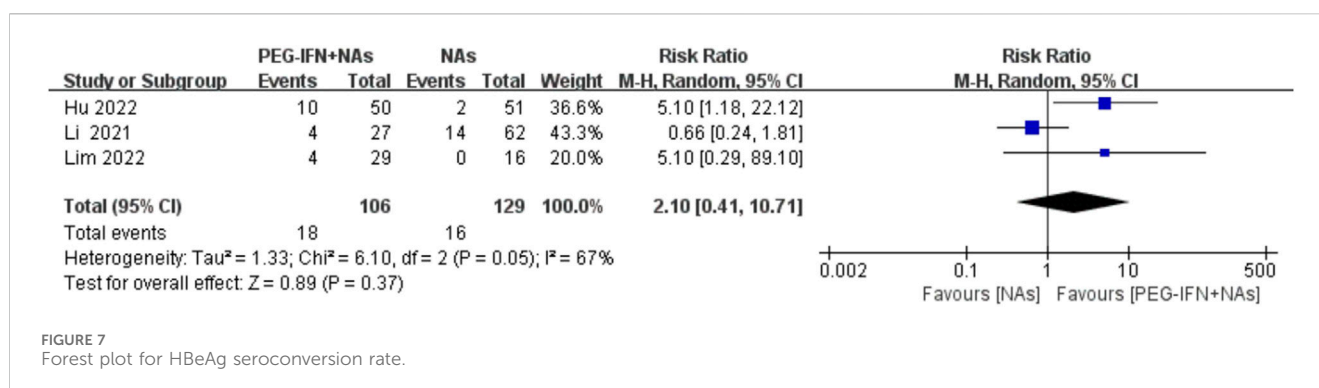 PEG-IFN+NAs NAs Risk Ratio Risk Ratio
Study or Subgroup Events Total Events Total Weight M-H, Random, 95% CI M-H, Random, 95% CI
Hu 2022 10 50 2 51 36.6% 5.10 [1.18, 22.12]
Li 2021 4 27 14 62 43.3% 0.66 [0.24, 1.81]
Lim 2022 4 29 0 16 20.0% 5.10 [0.29, 89.10]
Total (95% CI) 106 129 100.0% 2.10 [0.41, 10.71]
Total events 18 16
Heterogeneity: Tau² = 1.33; Chi² = 6.10, df = 2 (P = 0.05); I² = 67%
Test for overall effect: Z = 0.89 (P = 0.37)
0.002 0.1 1 10 500
Favours [NAs] Favours [PEG-IFN+NAs]
FIGURE 7
Forest plot for HBeAg seroconversion rate.